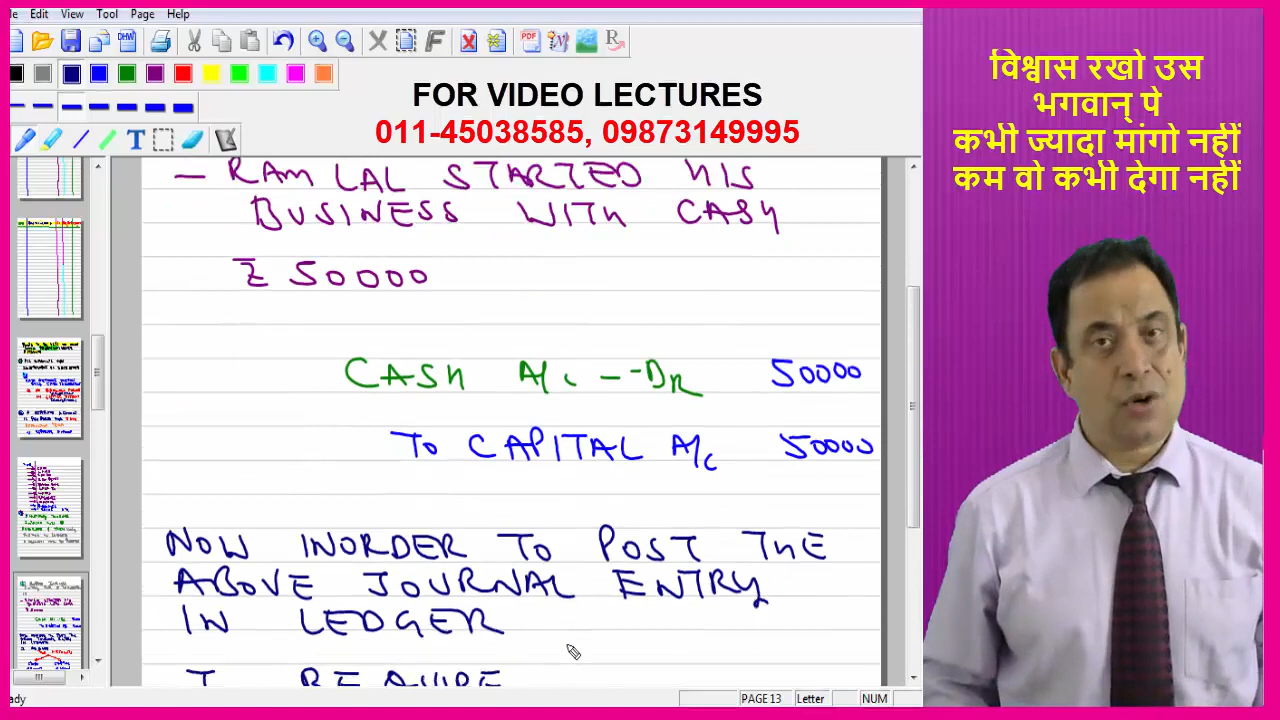 Edit View Tool Page Help
FOR VIDEO LECTURES
011-45038585, 09873149995
– RAM LAL STARTED HIS
BUSINESS WITH CASH
₹ 50000
CASH A/c –– DR 50000
TO CAPITAL A/c 50000
NOW INORDER TO POST THE
ABOVE JOURNAL ENTRY
IN LEDGER
I REQUIRE
PAGE 13 Letter NUM
विश्वास रखो उस
भगवान् पे
कभी ज्यादा मांगो नहीं
कम वो कभी देगा नहीं